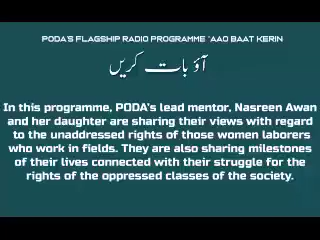 PODA'S FLAGSHIP RADIO PROGRAMME 'AAO BAAT KERIN
آؤ بات کریں
In this programme, PODA's lead mentor, Nasreen Awan
and her daughter are sharing their views with regard
to the unaddressed rights of those women laborers
who work in fields. They are also sharing milestones
of their lives connected with their struggle for the
rights of the oppressed classes of the society.